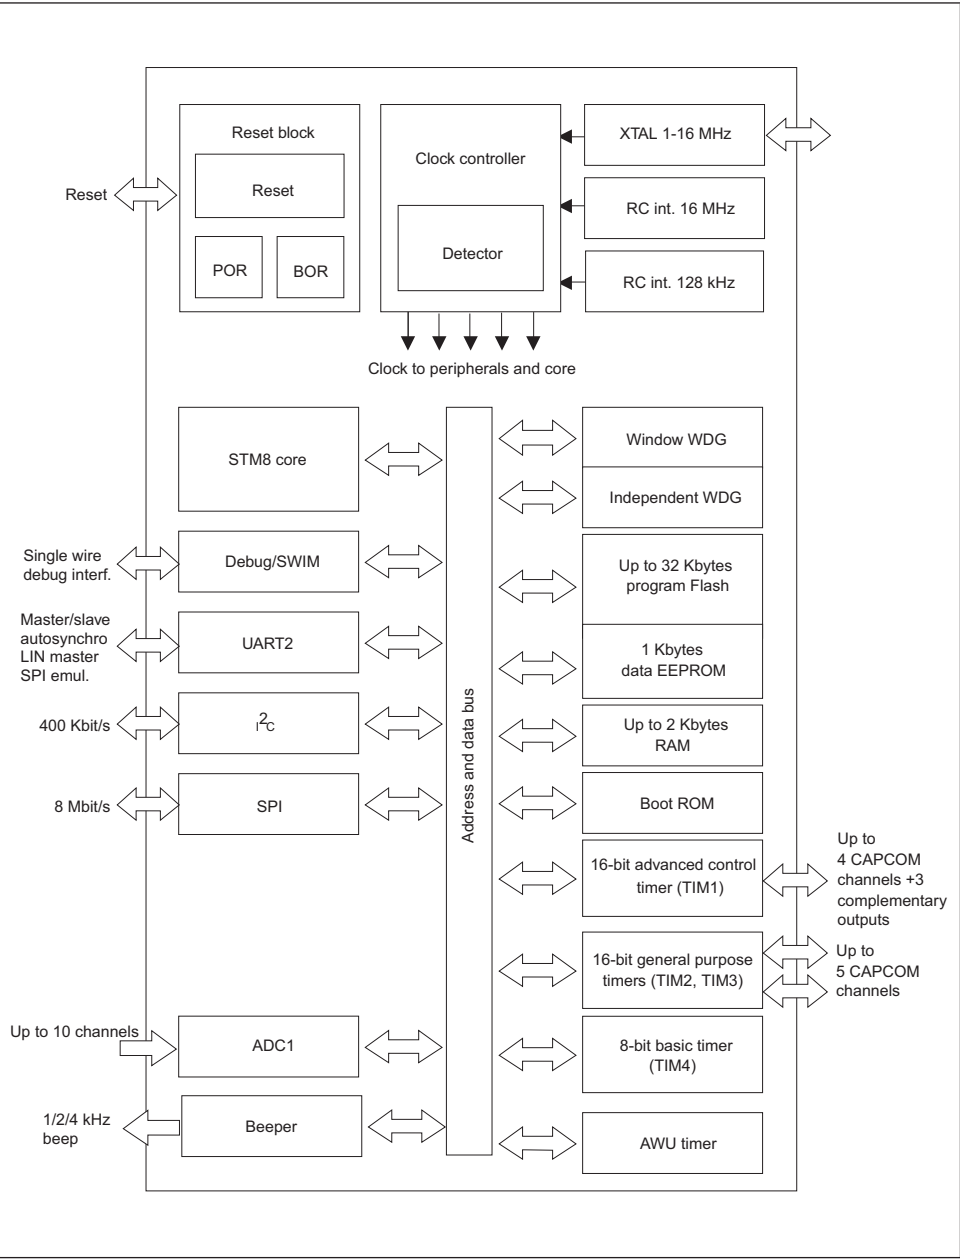 Reset block
Reset
POR
BOR
Reset
Clock controller
Detector
XTAL 1-16 MHz
RC int. 16 MHz
RC int. 128 kHz
Clock to peripherals and core
STM8 core
Single wire
debug interf.
Debug/SWIM
Master/slave
autosynchro
LIN master
SPI emul.
UART2
400 Kbit/s
I2C
8 Mbit/s
SPI
Up to 10 channels
ADC1
1/2/4 kHz
beep
Beeper
Address and data bus
Window WDG
Independent WDG
Up to 32 Kbytes
program Flash
1 Kbytes
data EEPROM
Up to 2 Kbytes
RAM
Boot ROM
16-bit advanced control
timer (TIM1)
Up to
4 CAPCOM
channels +3
complementary
outputs
16-bit general purpose
timers (TIM2, TIM3)
Up to
5 CAPCOM
channels
8-bit basic timer
(TIM4)
AWU timer